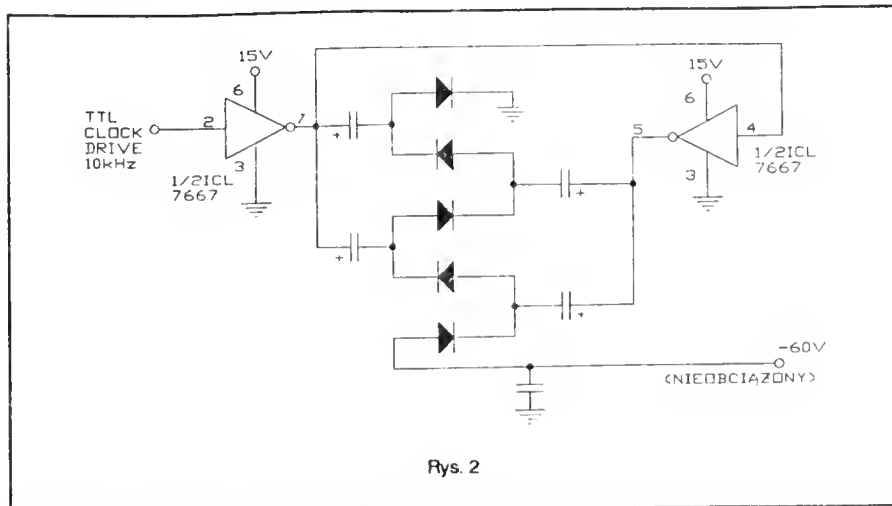 15V
15V
6
6
TTL
CLOCK
DRIVE
10kHz
2
7
5
4
3
3
1/2ICL
7667
1/2ICL
7667
+
+
+
+
-60V
(NIEOBCIĄZONY)
Rys. 2